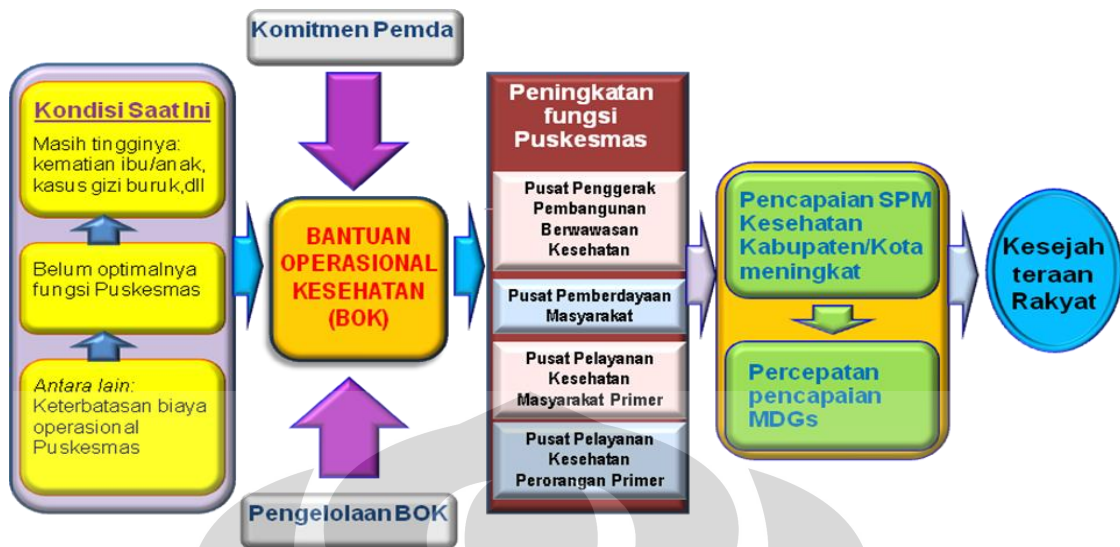 Komitmen Pemda
Kondisi Saat Ini
Masih tingginya:
kematian ibu/anak,
kasus gizi buruk,dll
Belum optimalnya
fungsi Puskesmas
Antara lain:
Keterbatasan biaya
operasional
Puskesmas
BANTUAN
OPERASIONAL
KESEHATAN
(BOK)
Pengelolaan BOK
Peningkatan
fungsi
Puskesmas
Pusat Penggerak
Pembangunan
Berwawasan
Kesehatan
Pusat Pemberdayaan
Masyarakat
Pusat Pelayanan
Kesehatan
Masyarakat Primer
Pusat Pelayanan
Kesehatan
Perorangan Primer
Pencapaian SPM
Kesehatan
Kabupaten/Kota
meningkat
Percepatan
pencapaian
MDGs
Kesejah
teraan
Rakyat